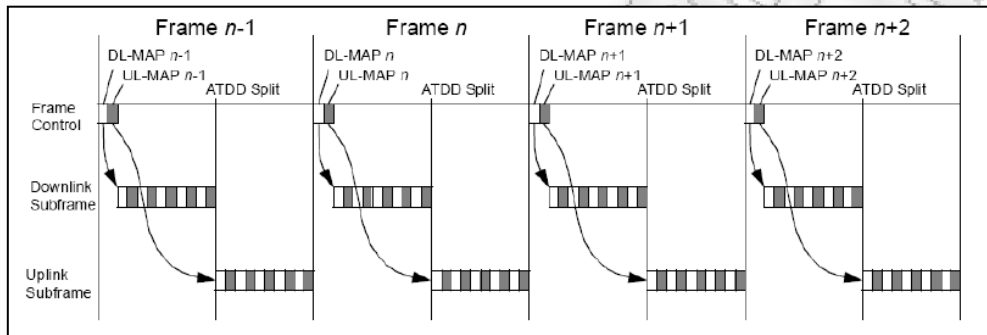 Frame n-1 Frame n Frame n+1 Frame n+2
DL-MAP n-1 DL-MAP n DL-MAP n+1 DL-MAP n+2
UL-MAP n-1 UL-MAP n UL-MAP n+1 UL-MAP n+2
ATDD Split ATDD Split ATDD Split ATDD Split
Frame
Control
Downlink
Subframe
Uplink
Subframe